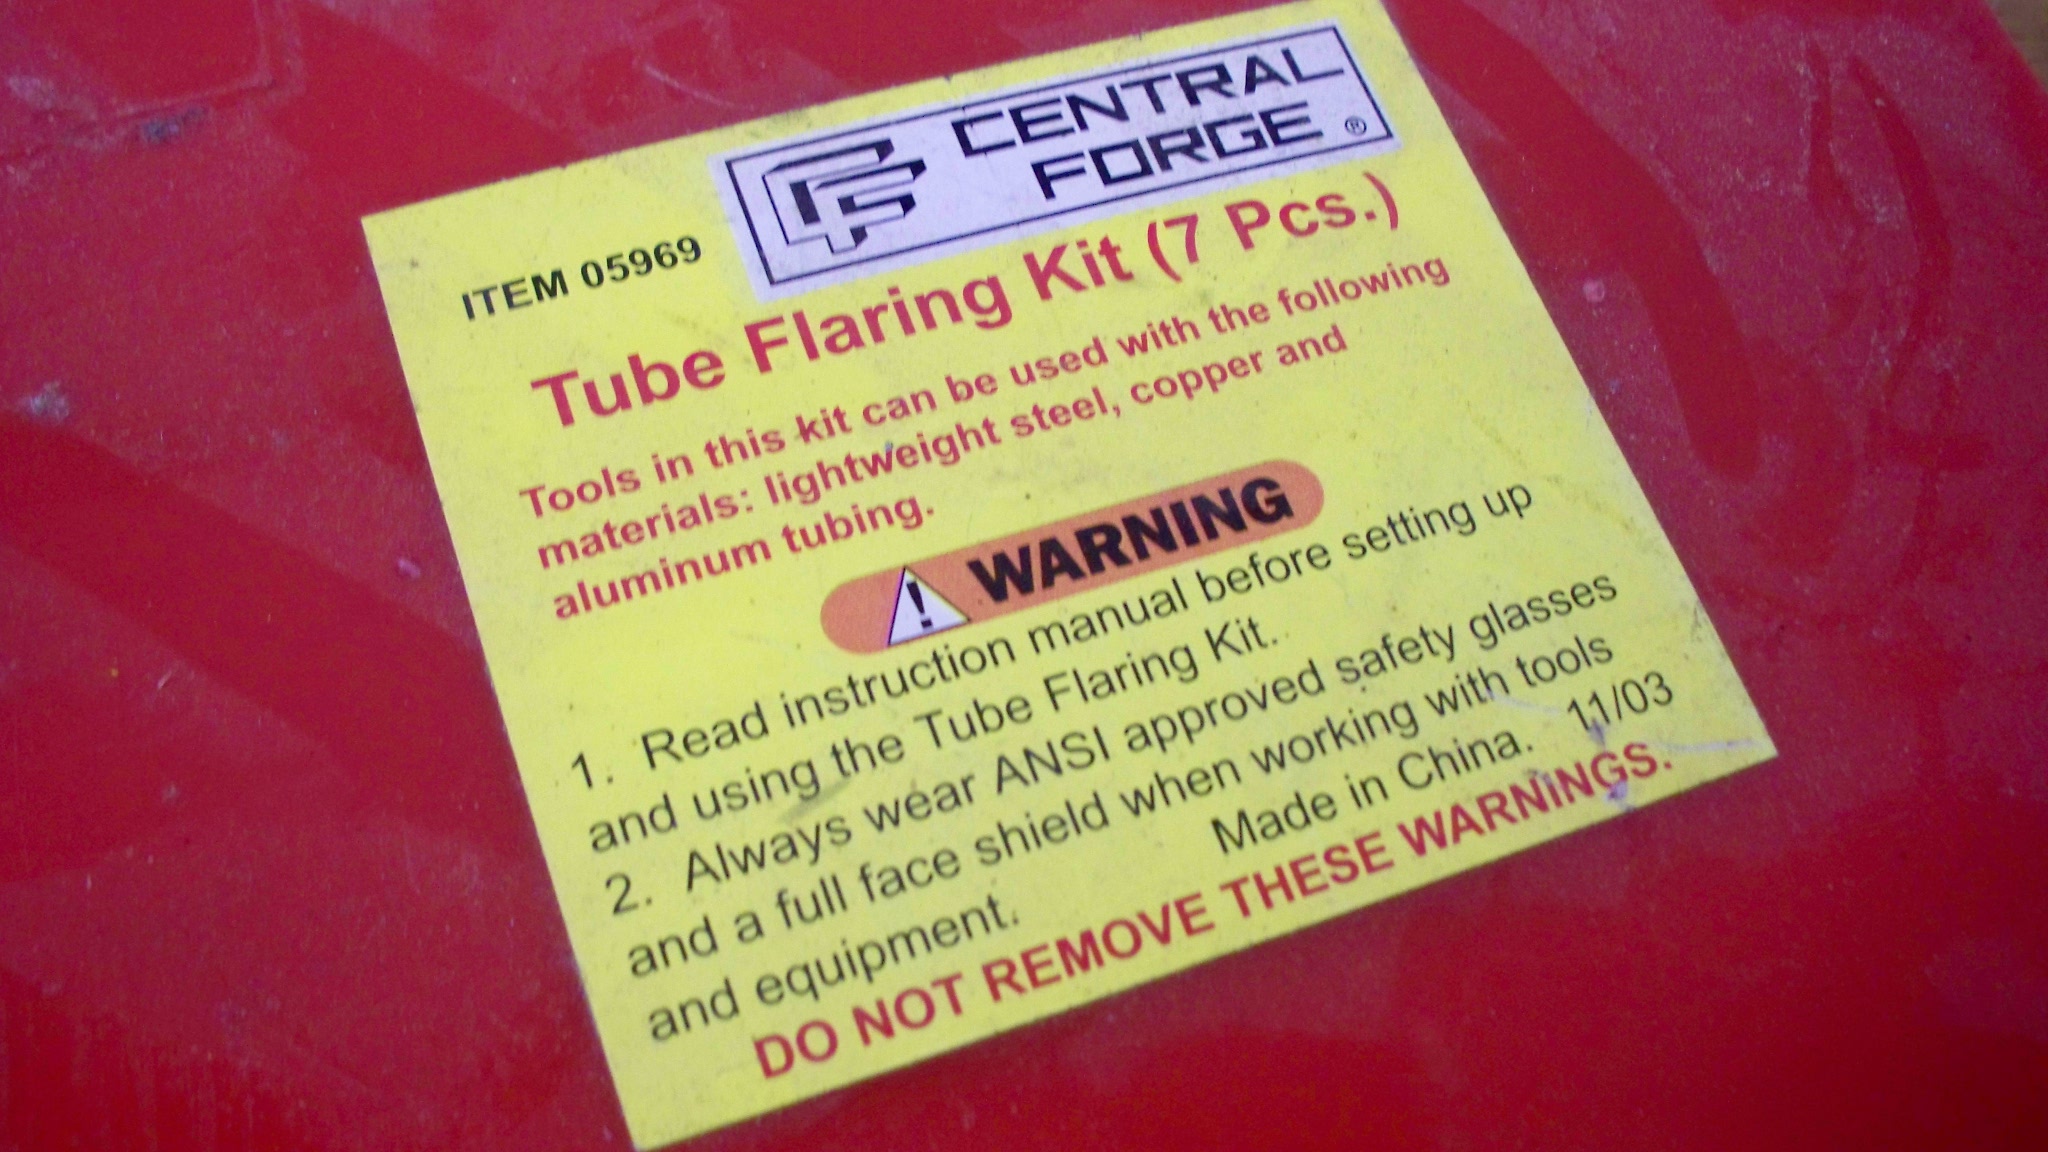 CENTRAL
FORGE ®
ITEM 05969
Tube Flaring Kit (7 Pcs.)
Tools in this kit can be used with the following
materials: lightweight steel, copper and
aluminum tubing.
! WARNING
1. Read instruction manual before setting up
and using the Tube Flaring Kit.
2. Always wear ANSI approved safety glasses
and a full face shield when working with tools
and equipment.
Made in China. 11/03
DO NOT REMOVE THESE WARNINGS.